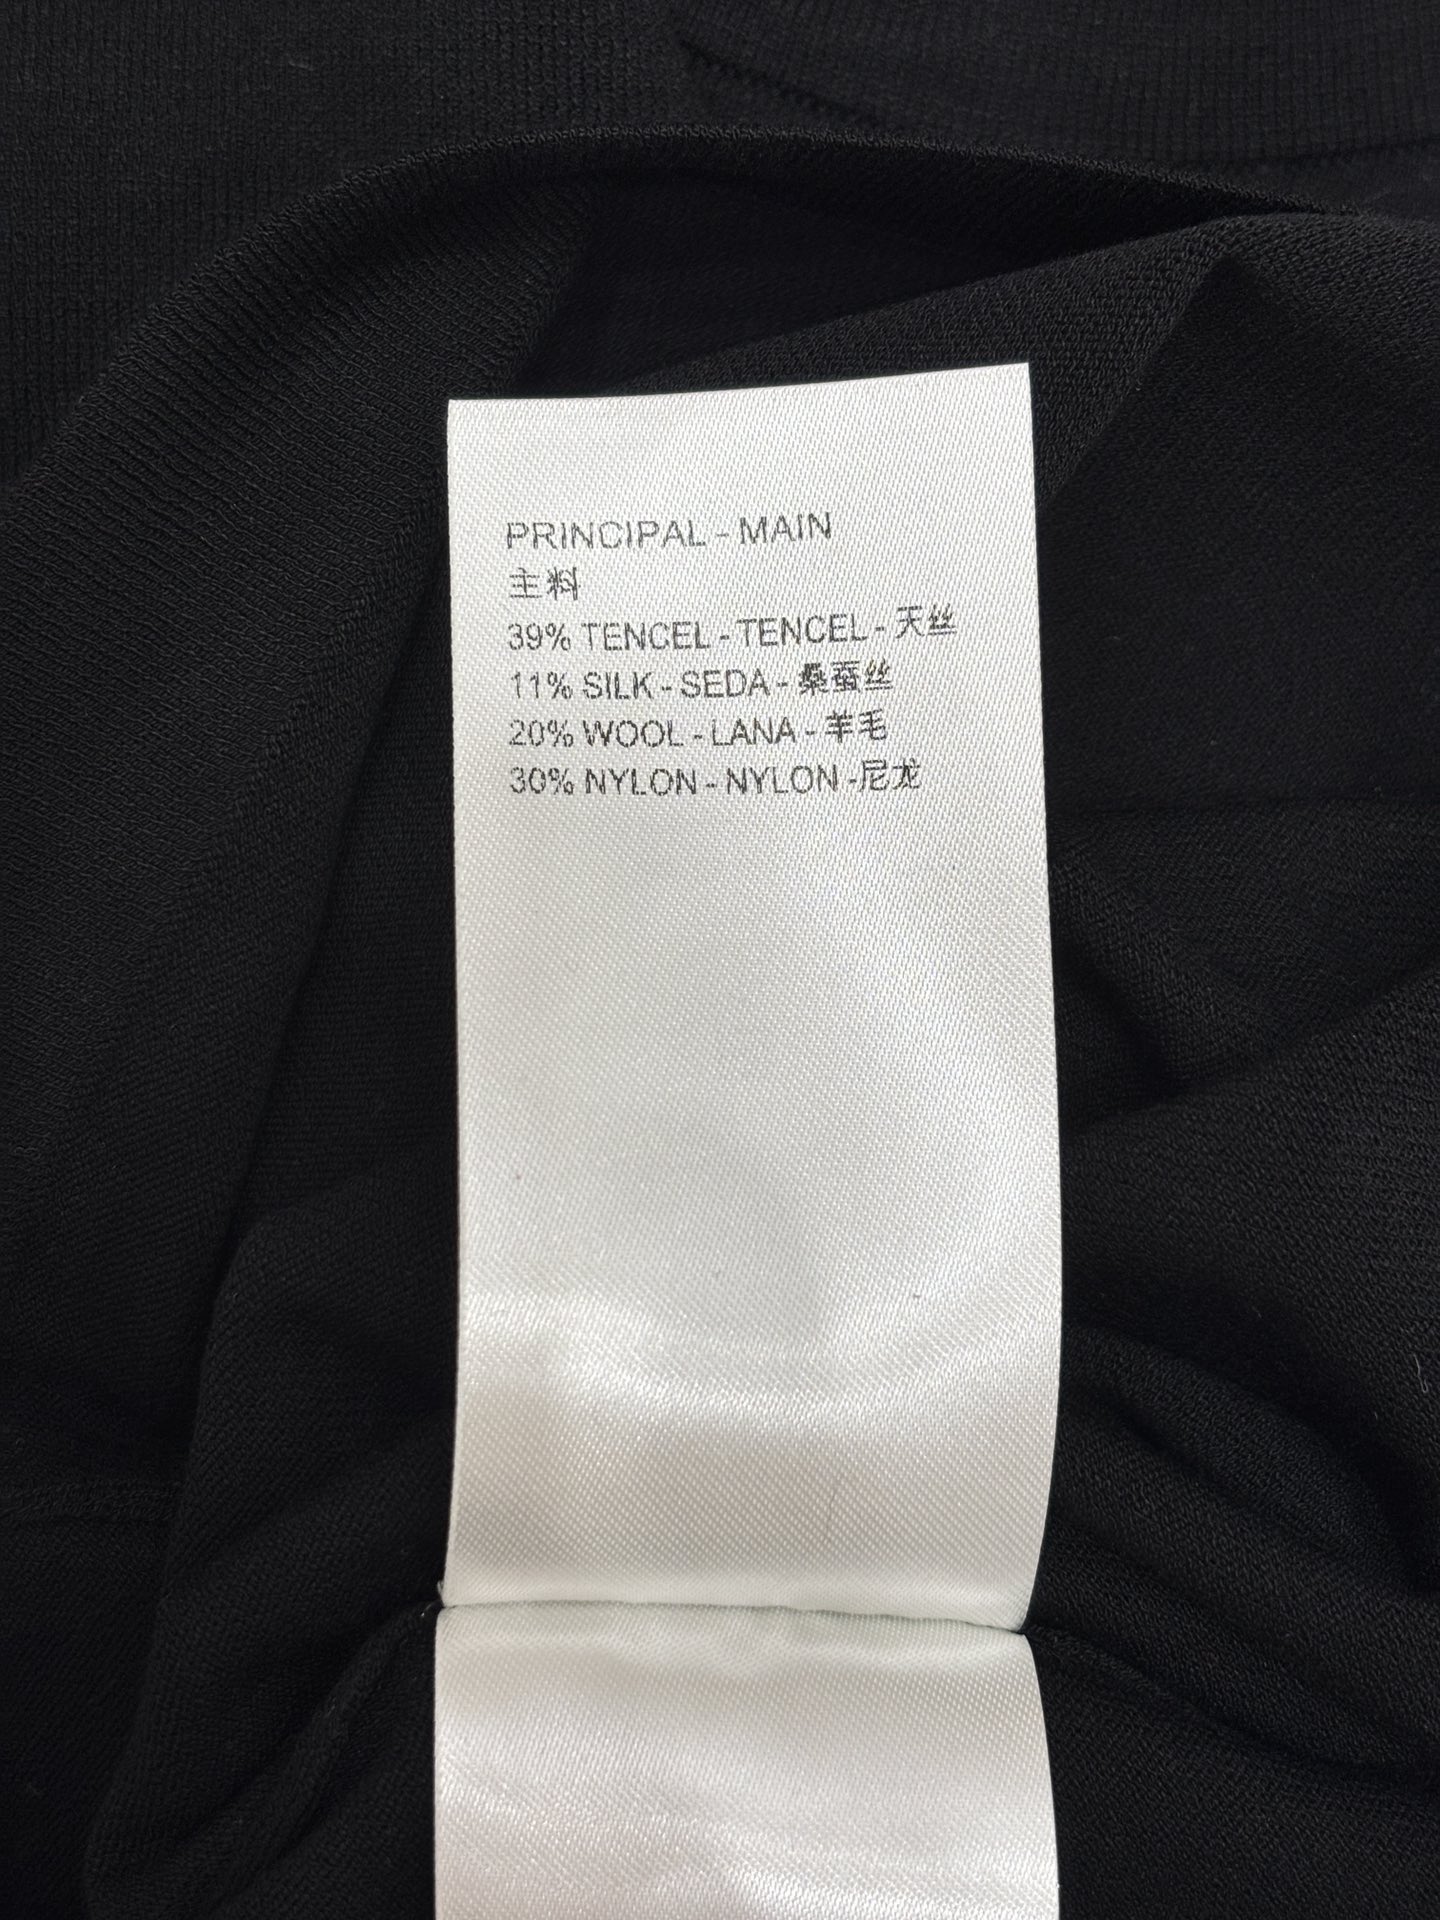 PRINCIPAL - MAIN
主料
39% TENCEL - TENCEL - 天丝
11% SILK - SEDA - 桑蚕丝
20% WOOL - LANA - 羊毛
30% NYLON - NYLON -尼龙